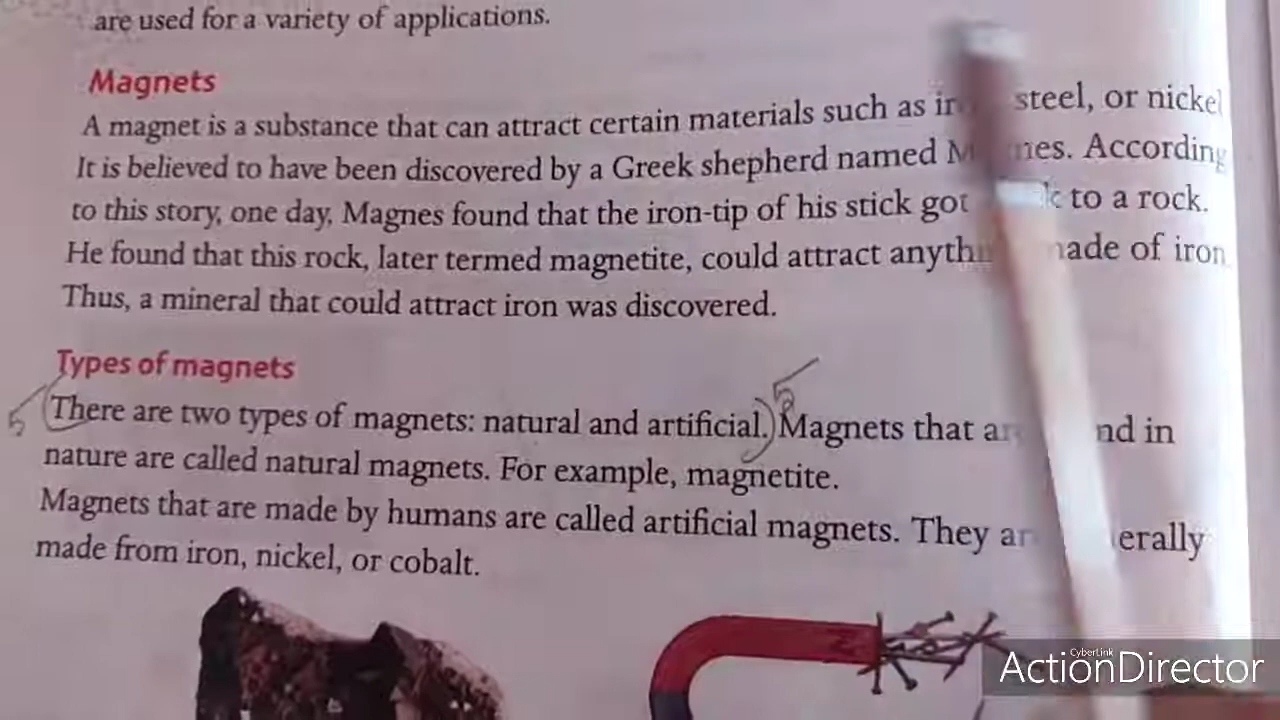 are used for a variety of applications.
Magnets
A magnet is a substance that can attract certain materials such as steel, or nickel
It is believed to have been discovered by a Greek shepherd named According
to this story, one day, Magnes found that the iron-tip of his stick got to a rock.
He found that this rock, later termed magnetite, could attract of iron
Thus, a mineral that could attract iron was discovered.
Types of magnets
5 There are two types of magnets: natural and artificial. Magnets that in
nature are called natural magnets. For example, magnetite.
Magnets that are made by humans are called artificial magnets. They
made from iron, nickel, or cobalt.
CyberLink
ActionDirector